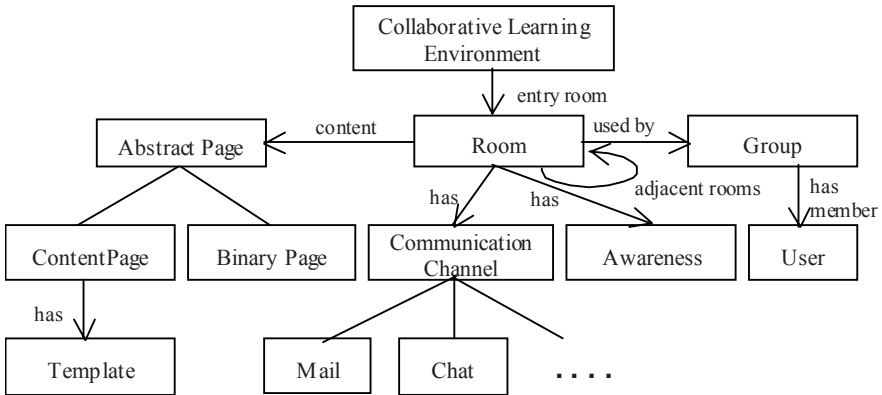 Collaborative Learning
Environment
entry room
content
used by
Abstract Page
Room
Group
adjacent rooms
has
has
has
member
ContentPage
Binary Page
Communication
Channel
Awareness
User
has
Template
Mail
Chat
....